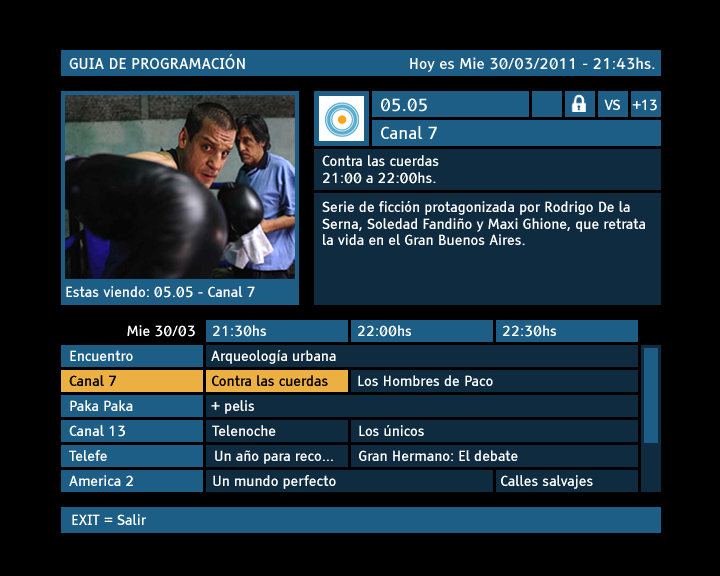 GUIA DE PROGRAMACIÓN
Hoy es Mie 30/03/2011 - 21:43hs.
05.05
VS
+13
Canal 7
Contra las cuerdas
21:00 a 22:00hs.
Serie de ficción protagonizada por Rodrigo De la
Serna, Soledad Fandiño y Maxi Ghione, que retrata
la vida en el Gran Buenos Aires.
Estas viendo: 05.05 - Canal 7
Mie 30/03 21:30hs 22:00hs 22:30hs
Encuentro Arqueología urbana
Canal 7 Contra las cuerdas Los Hombres de Paco
Paka Paka + pelis
Canal 13 Telenoche Los únicos
Telefe Un año para reco... Gran Hermano: El debate
America 2 Un mundo perfecto Calles salvajes
EXIT = Salir